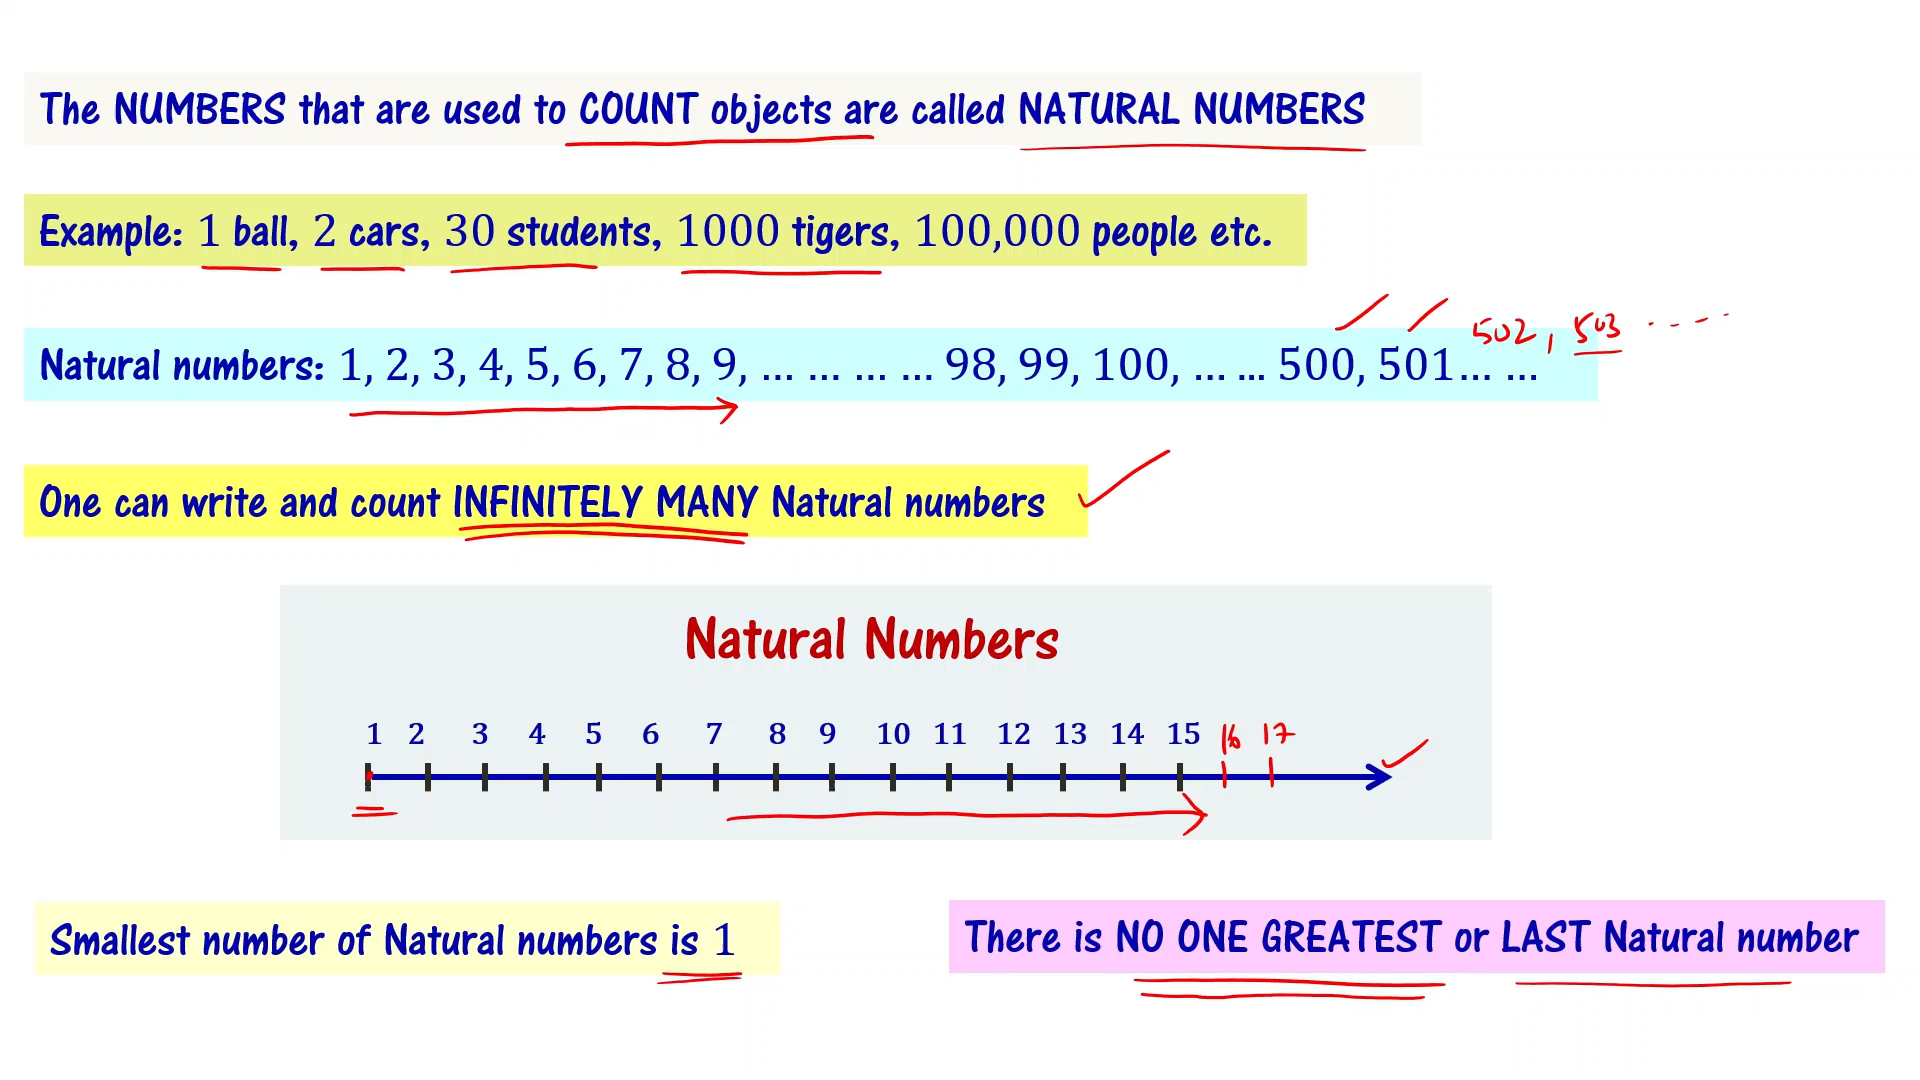 The NUMBERS that are used to COUNT objects are called NATURAL NUMBERS
Example: 1 ball, 2 cars, 30 students, 1000 tigers, 100,000 people etc.
502, 503 - - - -
Natural numbers: 1, 2, 3, 4, 5, 6, 7, 8, 9, ... ... ... ... 98, 99, 100, ... ... 500, 501... ...
One can write and count INFINITELY MANY Natural numbers
Natural Numbers
1 2 3 4 5 6 7 8 9 10 11 12 13 14 15 16 17
Smallest number of Natural numbers is 1
There is NO ONE GREATEST or LAST Natural number